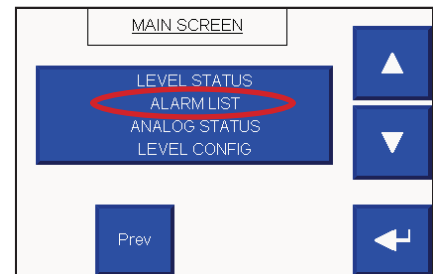 MAIN SCREEN
LEVEL STATUS
ALARM LIST
ANALOG STATUS
LEVEL CONFIG
Prev